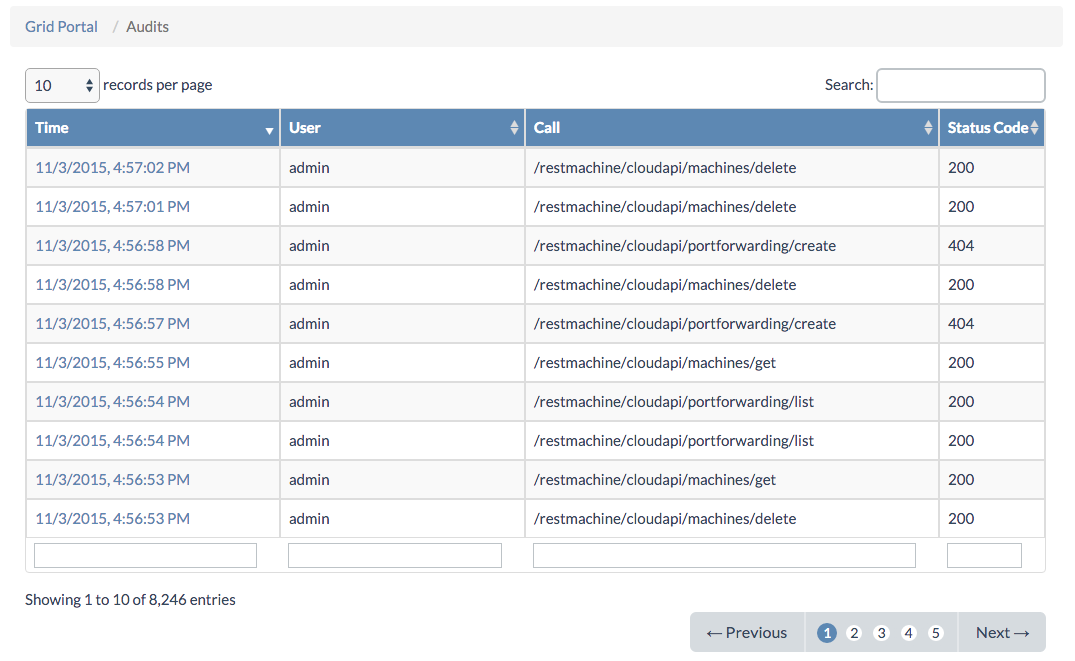 Grid Portal / Audits
10 records per page Search:
Time User Call Status Code
11/3/2015, 4:57:02 PM admin /restmachine/cloudapi/machines/delete 200
11/3/2015, 4:57:01 PM admin /restmachine/cloudapi/machines/delete 200
11/3/2015, 4:56:58 PM admin /restmachine/cloudapi/portforwarding/create 404
11/3/2015, 4:56:58 PM admin /restmachine/cloudapi/machines/delete 200
11/3/2015, 4:56:57 PM admin /restmachine/cloudapi/portforwarding/create 404
11/3/2015, 4:56:55 PM admin /restmachine/cloudapi/machines/get 200
11/3/2015, 4:56:54 PM admin /restmachine/cloudapi/portforwarding/list 200
11/3/2015, 4:56:54 PM admin /restmachine/cloudapi/portforwarding/list 200
11/3/2015, 4:56:53 PM admin /restmachine/cloudapi/machines/get 200
11/3/2015, 4:56:53 PM admin /restmachine/cloudapi/machines/delete 200
Showing 1 to 10 of 8,246 entries
← Previous 1 2 3 4 5 Next →